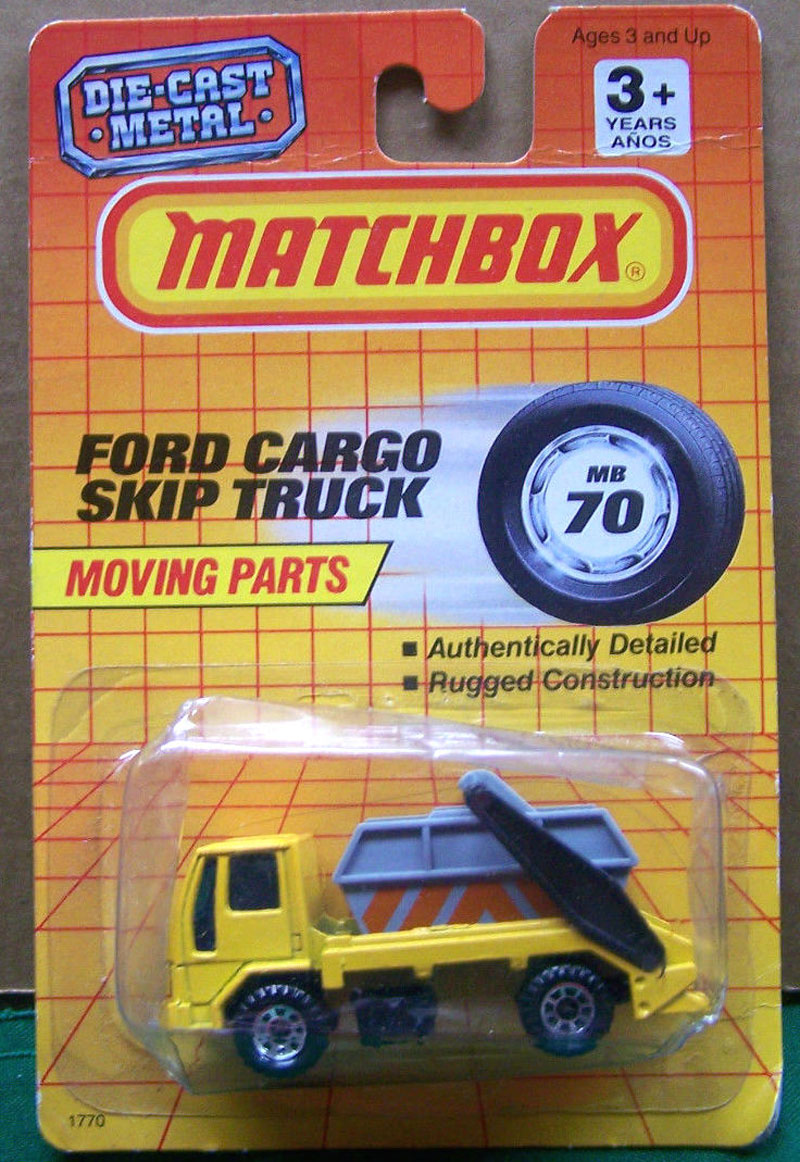 Ages 3 and Up
DIE-CAST
•METAL•
3+
YEARS
AÑOS
MATCHBOX®
FORD CARGO
SKIP TRUCK
MB
70
MOVING PARTS
■ Authentically Detailed
■ Rugged Construction
1770